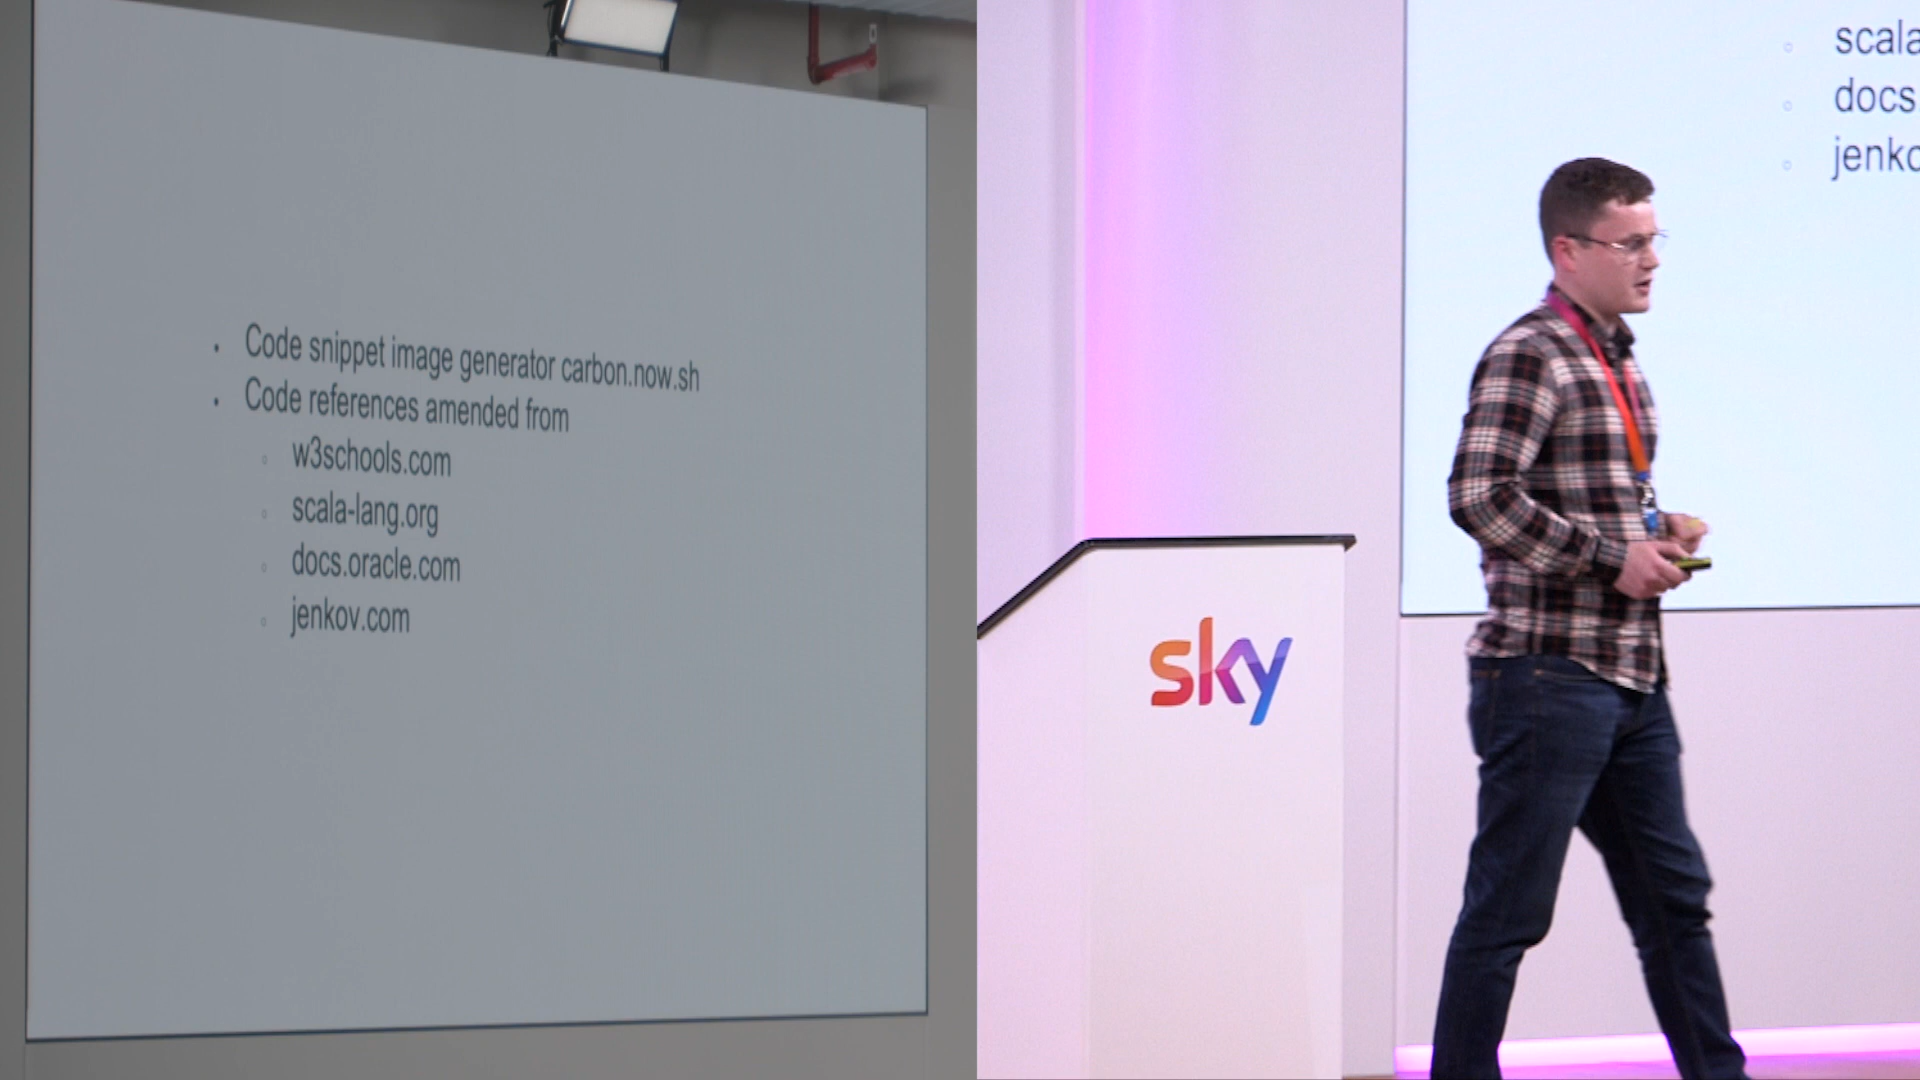 Code snippet image generator carbon.now.sh
Code references amended from
w3schools.com
scala-lang.org
docs.oracle.com
jenkov.com
scala
docs.
jenko
sky